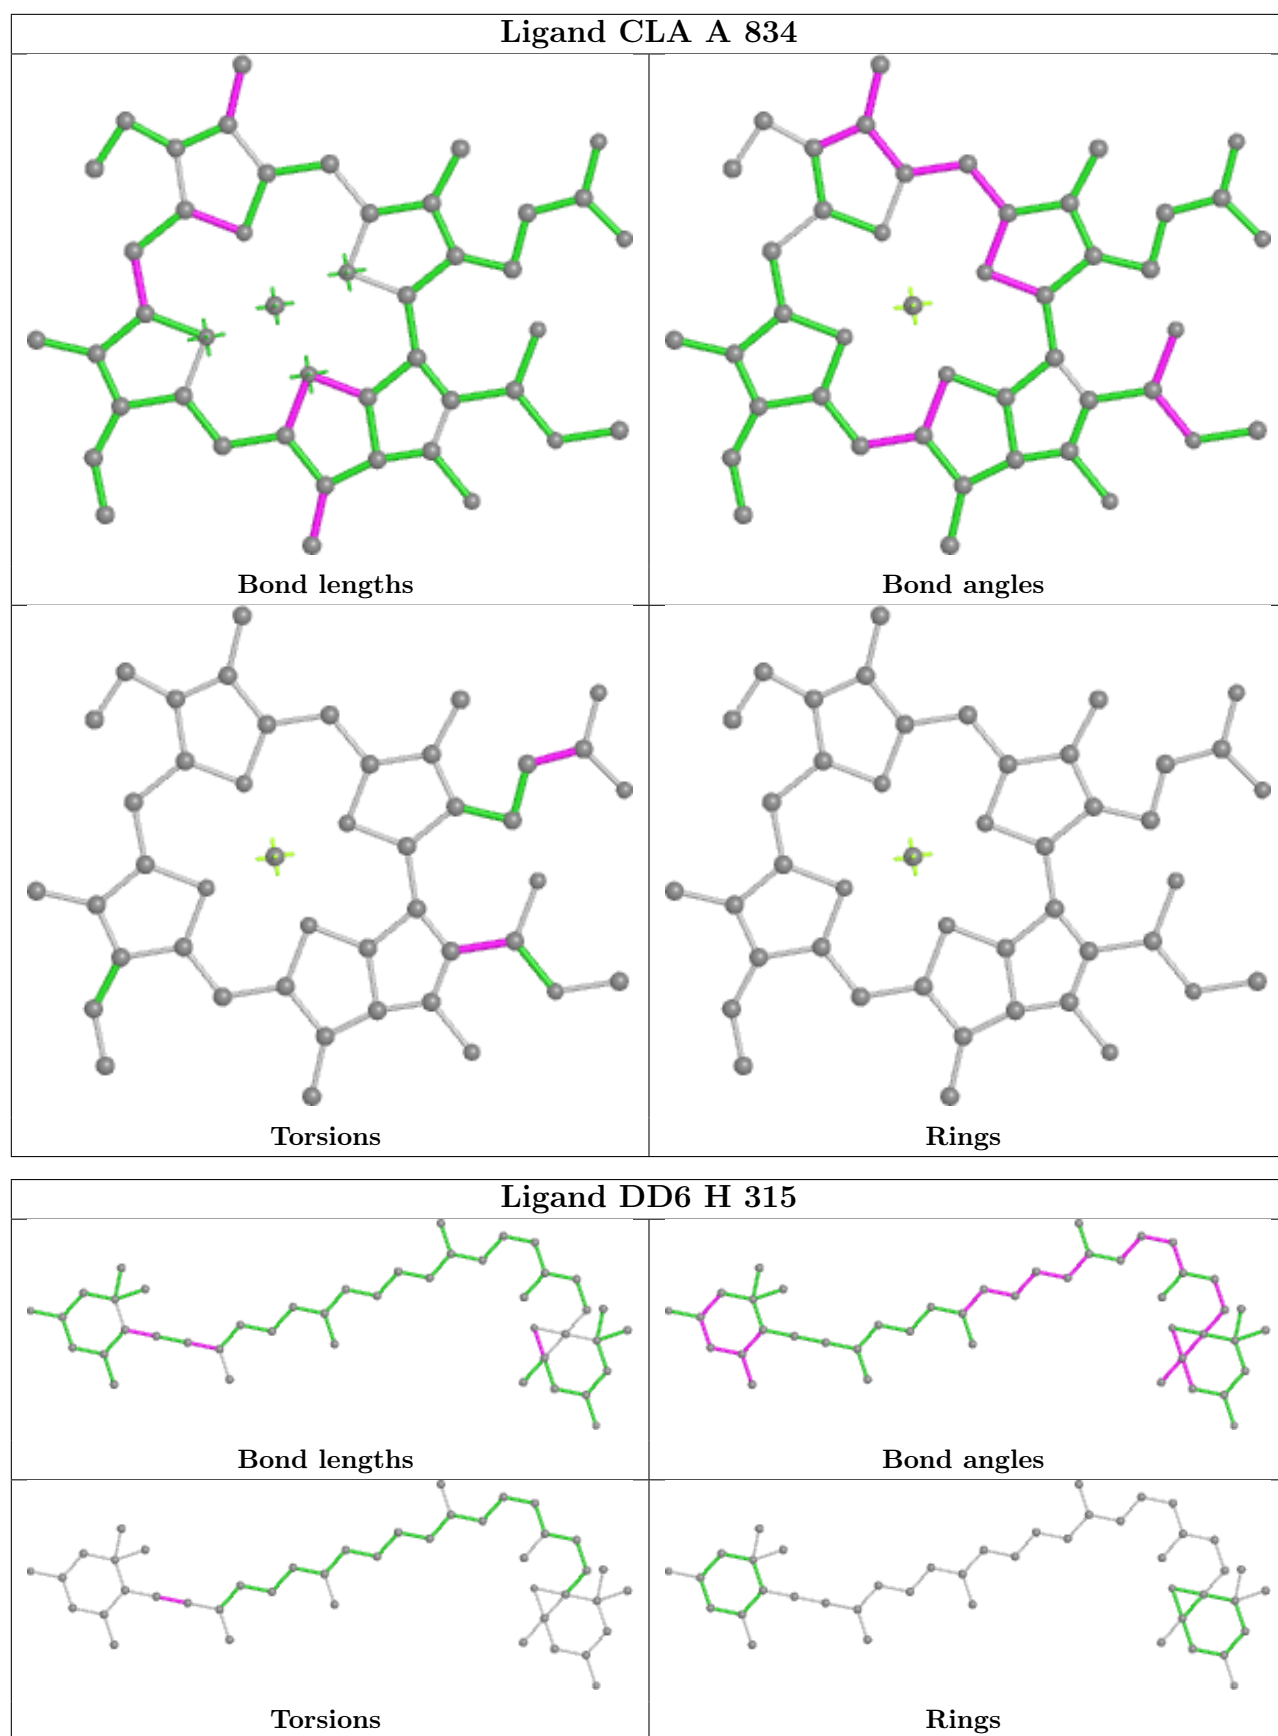 Ligand CLA A 834
Bond lengths
Bond angles
Torsions
Rings
Ligand DD6 H 315
Bond lengths
Bond angles
Torsions
Rings